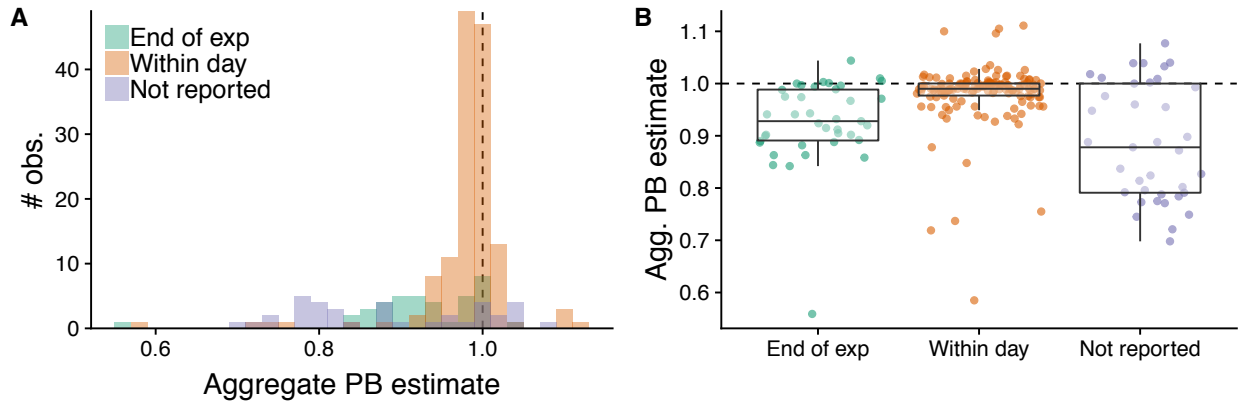 A
End of exp
Within day
Not reported
# obs.
40
30
20
10
0
0.6 0.8 1.0
Aggregate PB estimate
B
Agg. PB estimate
1.1
1.0
0.9
0.8
0.7
0.6
End of exp Within day Not reported